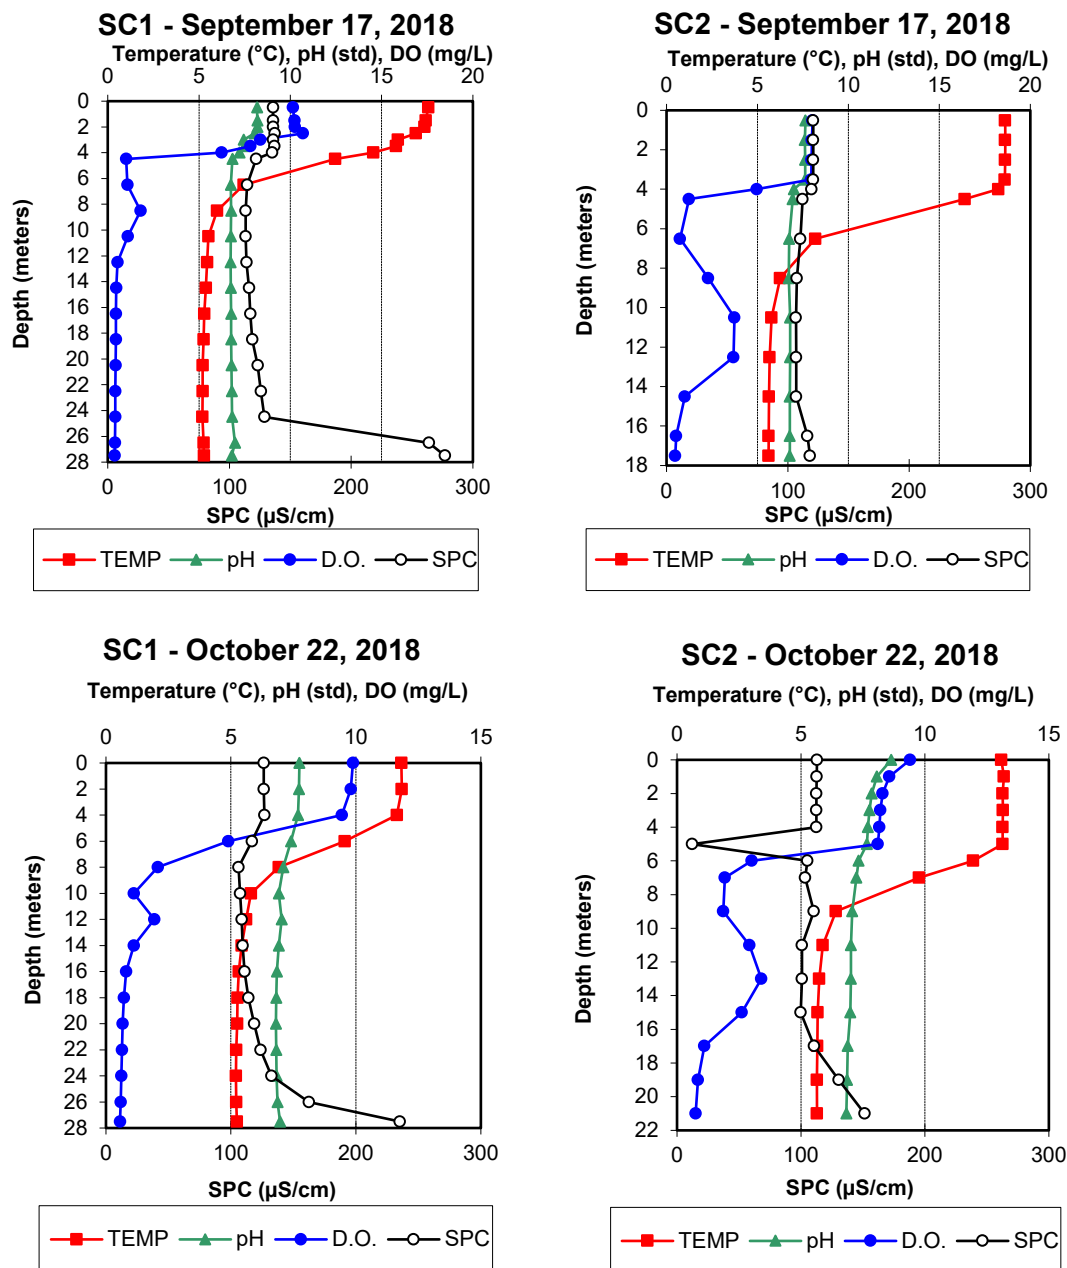 SC1 - September 17, 2018
Temperature (°C), pH (std), DO (mg/L)
0 5 10 15 20
0
2
4
6
8
10
12
14
16
18
20
22
24
26
28
Depth (meters)
0 100 200 300
SPC (µS/cm)
TEMP pH D.O. SPC
SC2 - September 17, 2018
Temperature (°C), pH (std), DO (mg/L)
0 5 10 15 20
0
2
4
6
8
10
12
14
16
18
Depth (meters)
0 100 200 300
SPC (µS/cm)
TEMP pH D.O. SPC
SC1 - October 22, 2018
Temperature (°C), pH (std), DO (mg/L)
0 5 10 15
0
2
4
6
8
10
12
14
16
18
20
22
24
26
28
Depth (meters)
0 100 200 300
SPC (µS/cm)
TEMP pH D.O. SPC
SC2 - October 22, 2018
Temperature (°C), pH (std), DO (mg/L)
0 5 10 15
0
2
4
6
8
10
12
14
16
18
20
22
Depth (meters)
0 100 200 300
SPC (µS/cm)
TEMP pH D.O. SPC